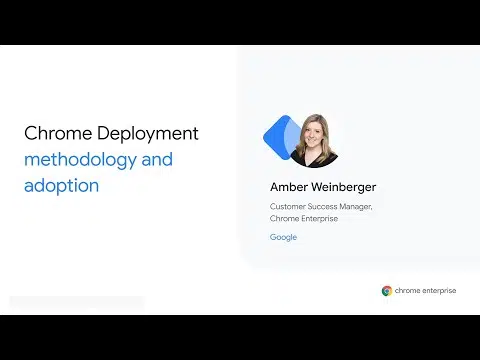 Chrome Deployment
methodology and
adoption
Amber Weinberger
Customer Success Manager,
Chrome Enterprise
Google
chrome enterprise